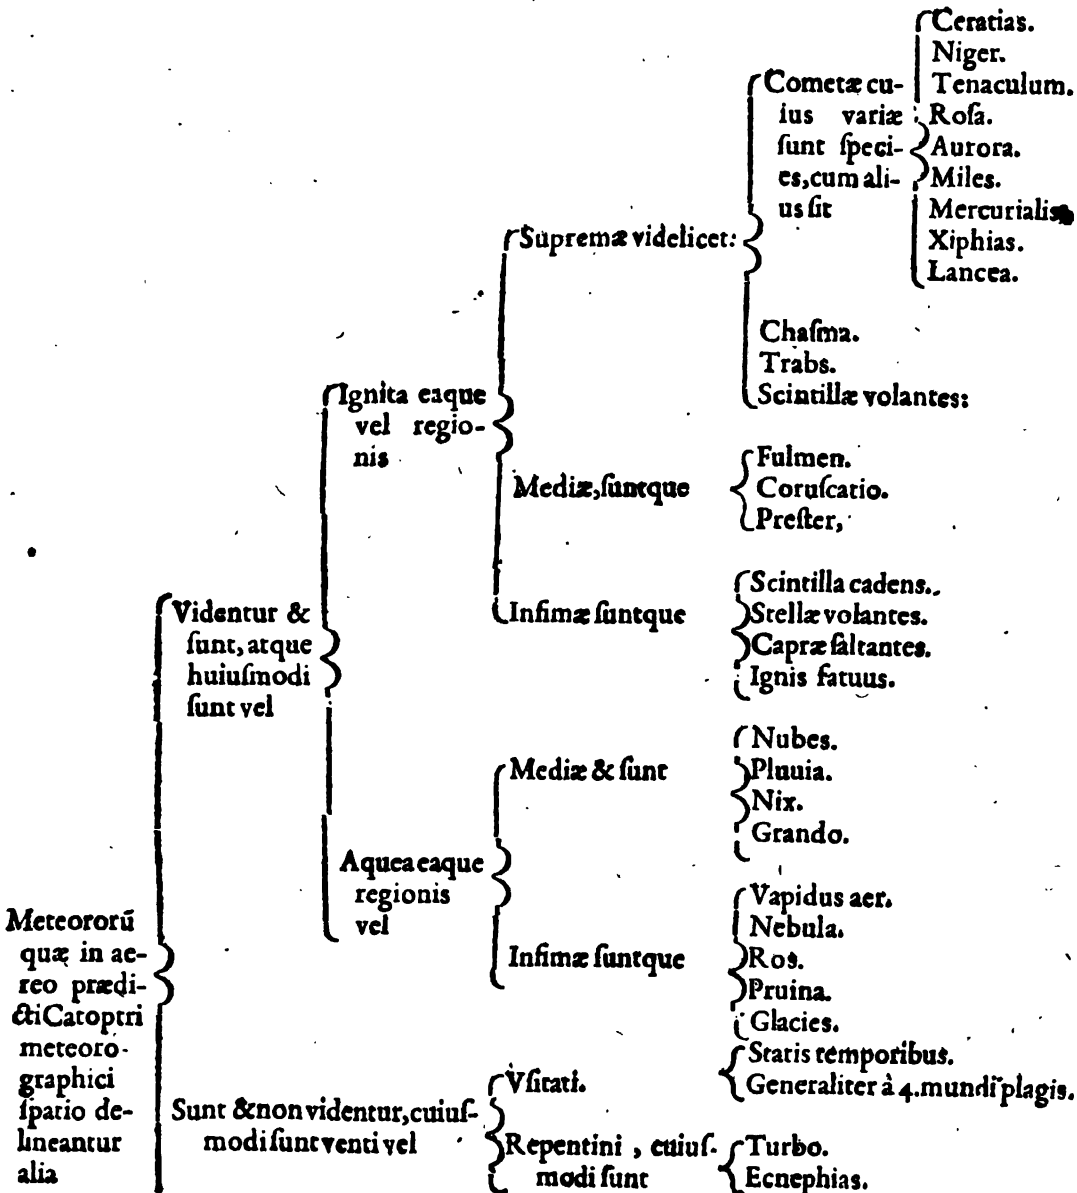 Meteororū
quæ in ae-
reo prædi-
cti Catoptri
meteoro-
graphici
ſpatio de-
lineantur
alia
Videntur &
ſunt, atque
huiuſmodi
ſunt vel
Ignita eaque
vel regio-
nis
Supremæ videlicet:
Cometæ cu-
ius variæ
ſunt ſpeci-
es, cum ali-
us ſit
Ceratias.
Niger.
Tenaculum.
Roſa.
Aurora.
Miles.
Mercurialis
Xiphias.
Lancea.
Chaſma.
Trabs.
Scintillæ volantes:
Mediæ, ſuntque
Fulmen.
Coruſcatio.
Preſter,
Infimæ ſuntque
Scintilla cadens.
Stellæ volantes.
Capræ ſaltantes.
Ignis fatuus.
Aquea eaque
regionis
vel
Mediæ & ſunt
Nubes.
Pluuia.
Nix.
Grando.
Infimæ ſuntque
Vapidus aer.
Nebula.
Ros.
Pruina.
Glacies.
Sunt & non videntur, cuiuſ-
modi ſunt venti vel
Vſitati.
Statis temporibus.
Generaliter à 4. mundi plagis.
Repentini, cuiuſ-
modi ſunt
Turbo.
Ecnephias.